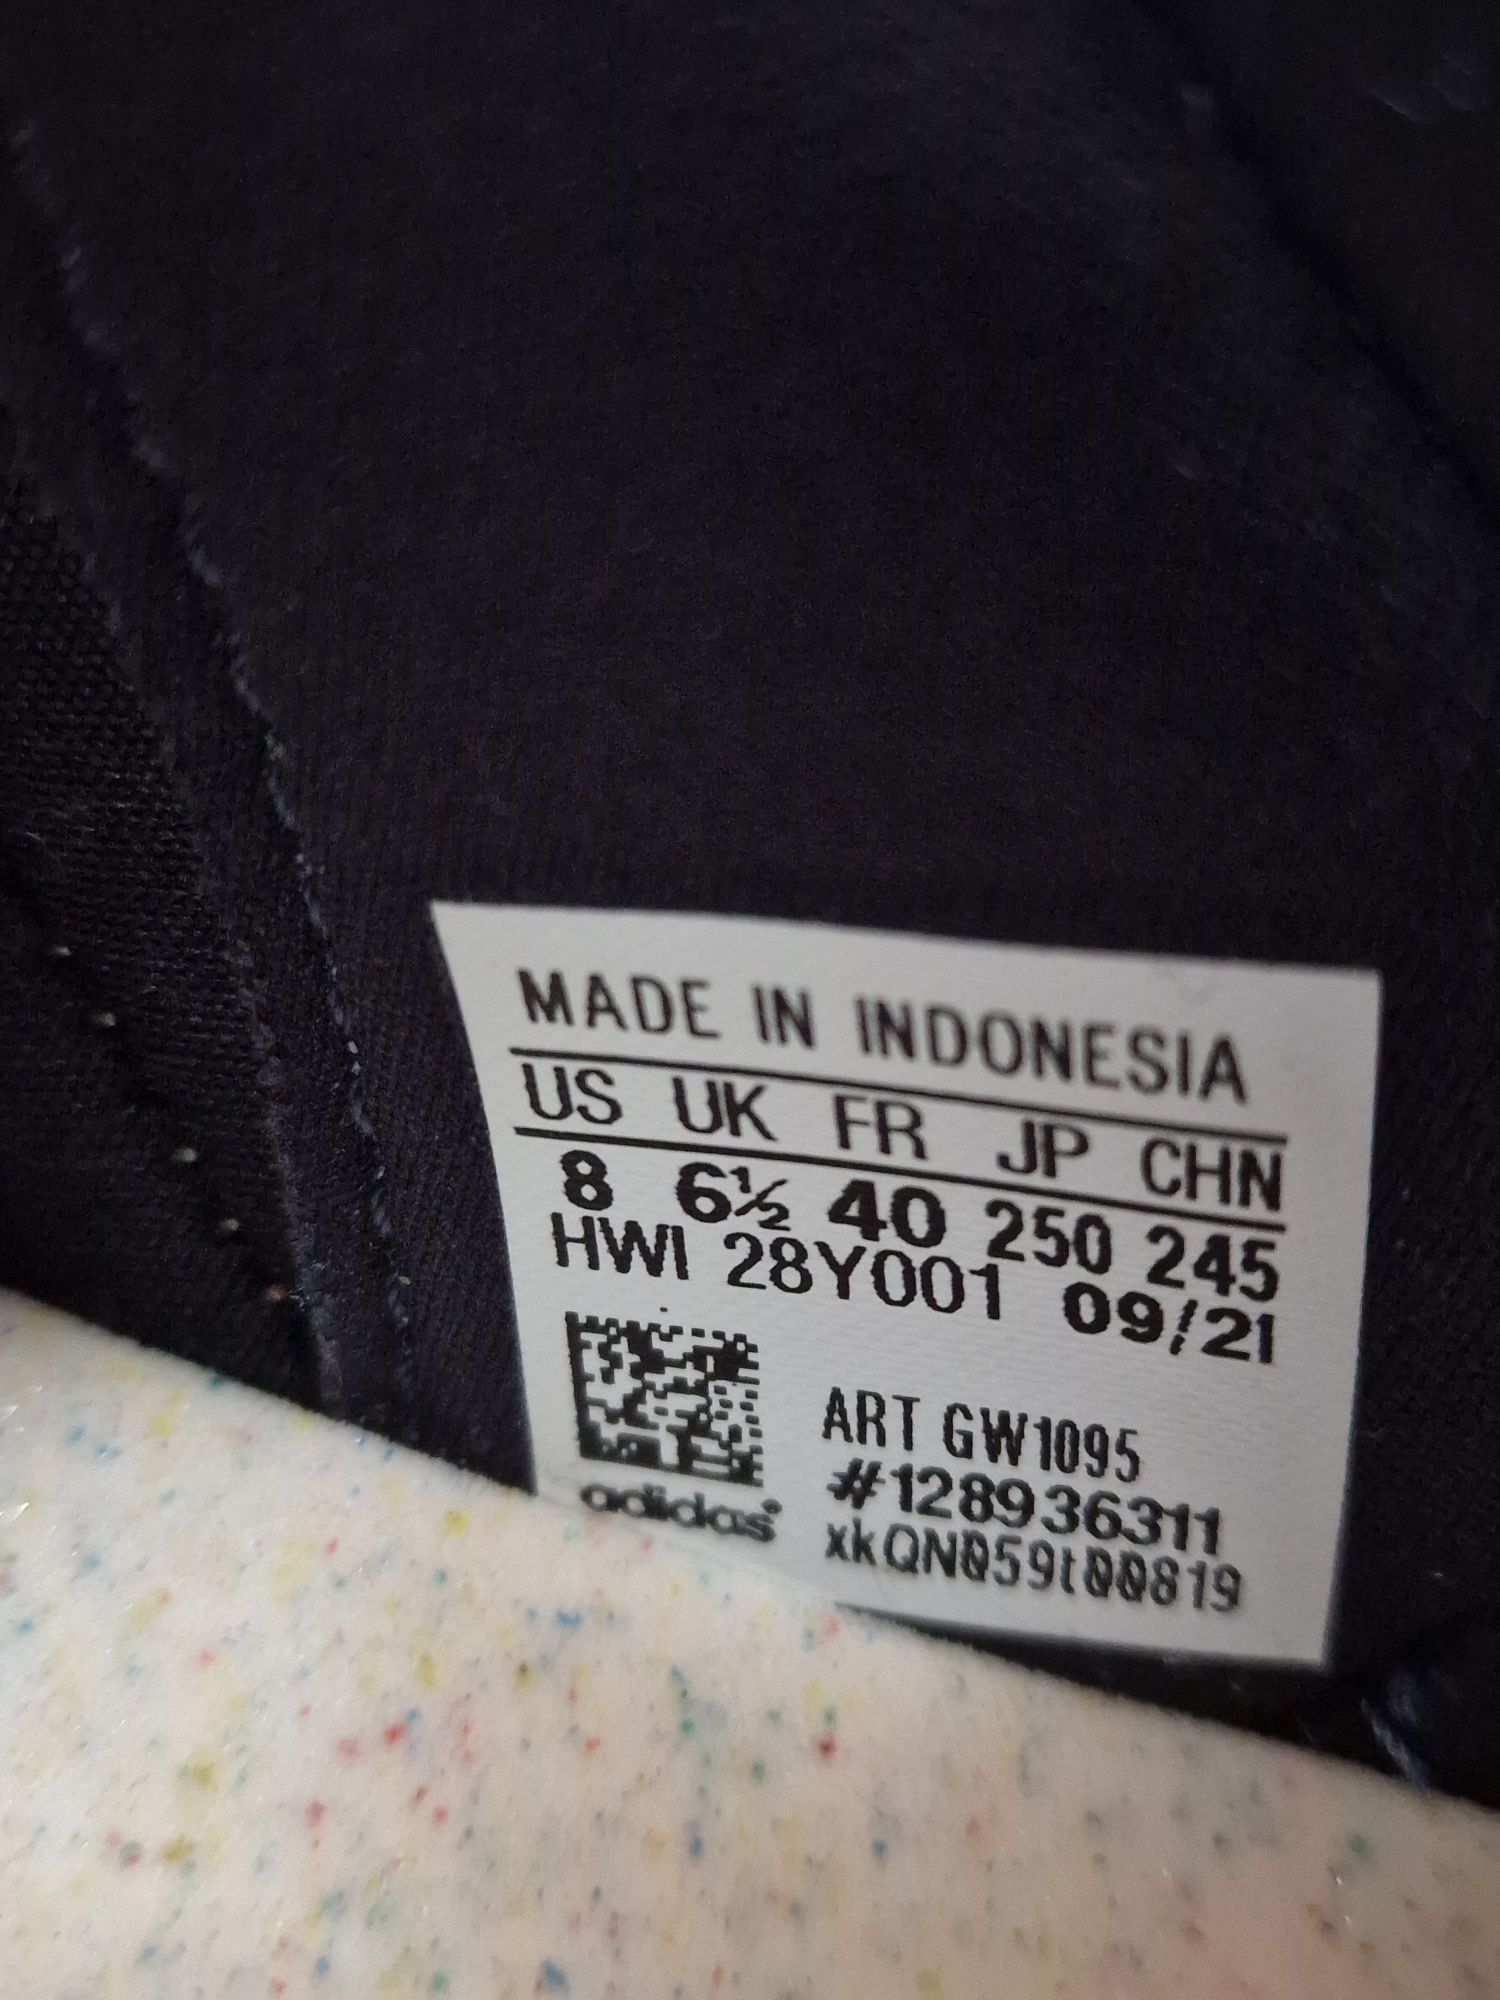 MADE IN INDONESIA
US UK FR JP CHN
8 6½ 40 250 245
HWI 28Y001 09/21
ART GW1095
#128936311
adidas®
xkQN059t00819